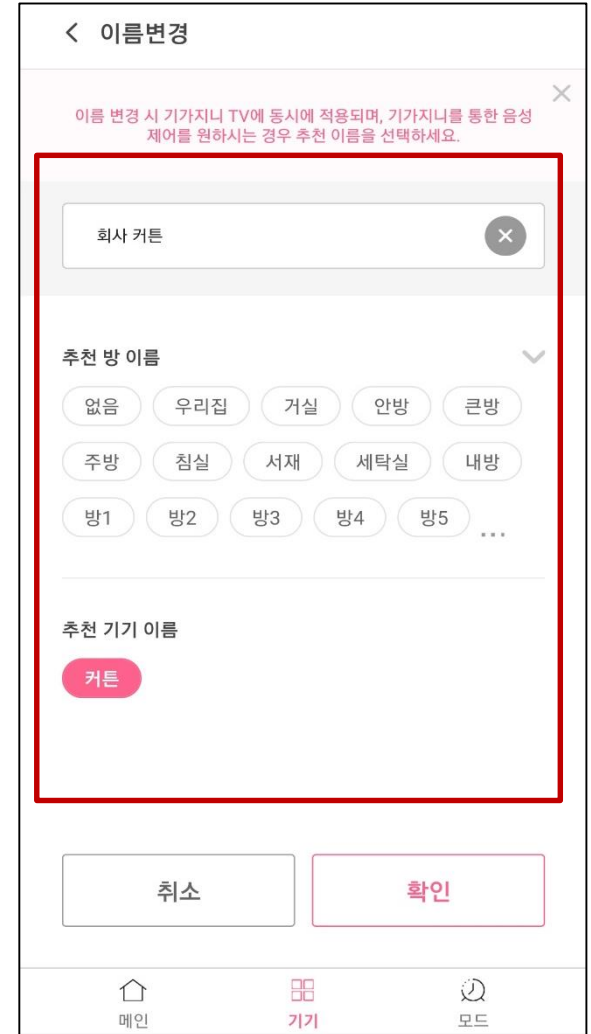 이름변경
이름 변경 시 기가지니 TV에 동시에 적용되며, 기가지니를 통한 음성
제어를 원하시는 경우 추천 이름을 선택하세요.
회사 커튼
추천 방 이름
없음 우리집 거실 안방 큰방
주방 침실 서재 세탁실 내방
방1 방2 방3 방4 방5 ...
추천 기기 이름
커튼
취소 확인
메인 기기 모드